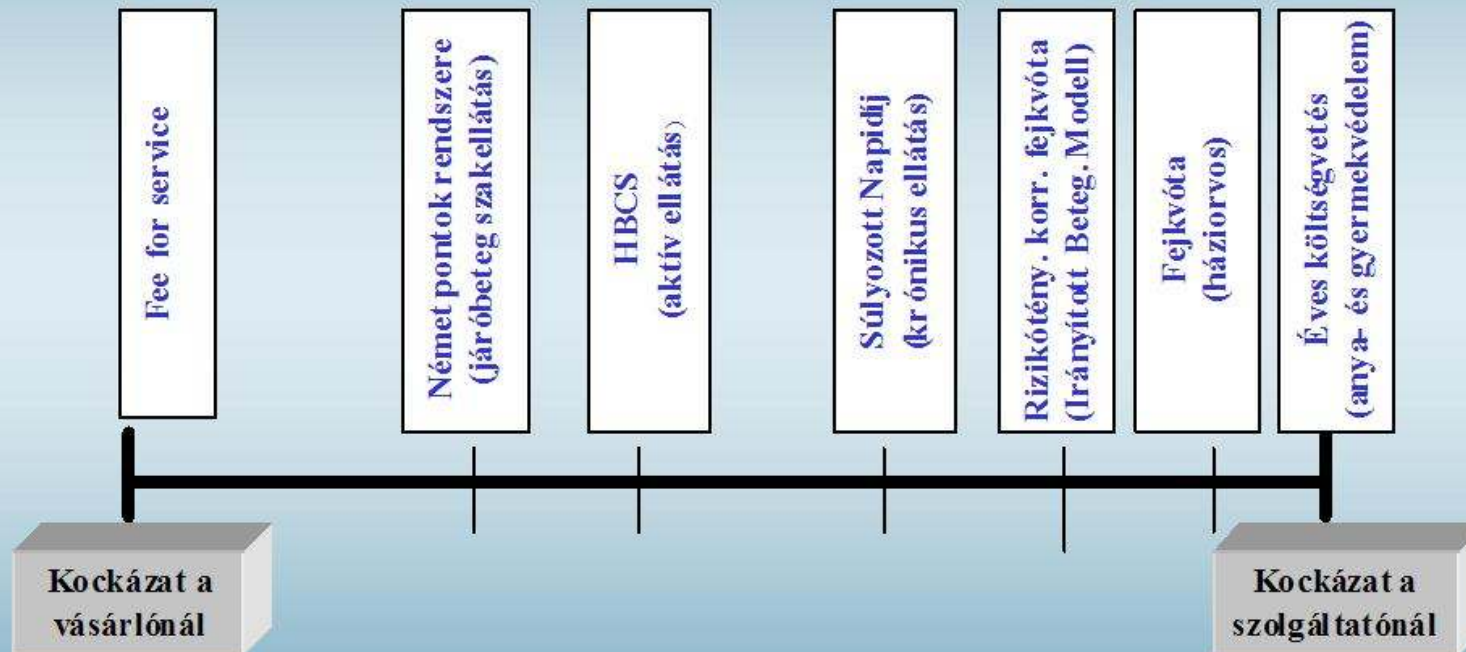 Fee for service
Német pontok rendszere
(járóbeteg szakellátás)
HBCS
(aktív ellátás)
Súlyozott Napidíj
(krónikus ellátás)
Rizikótény. korr. fejkvóta
(Irányított Beteg. Modell)
Fejkvóta
(háziorvos)
Éves költségvetés
(anya- és gyermekvédelem)
Kockázat a
vásárlónál
Kockázat a
szolgáltatónál